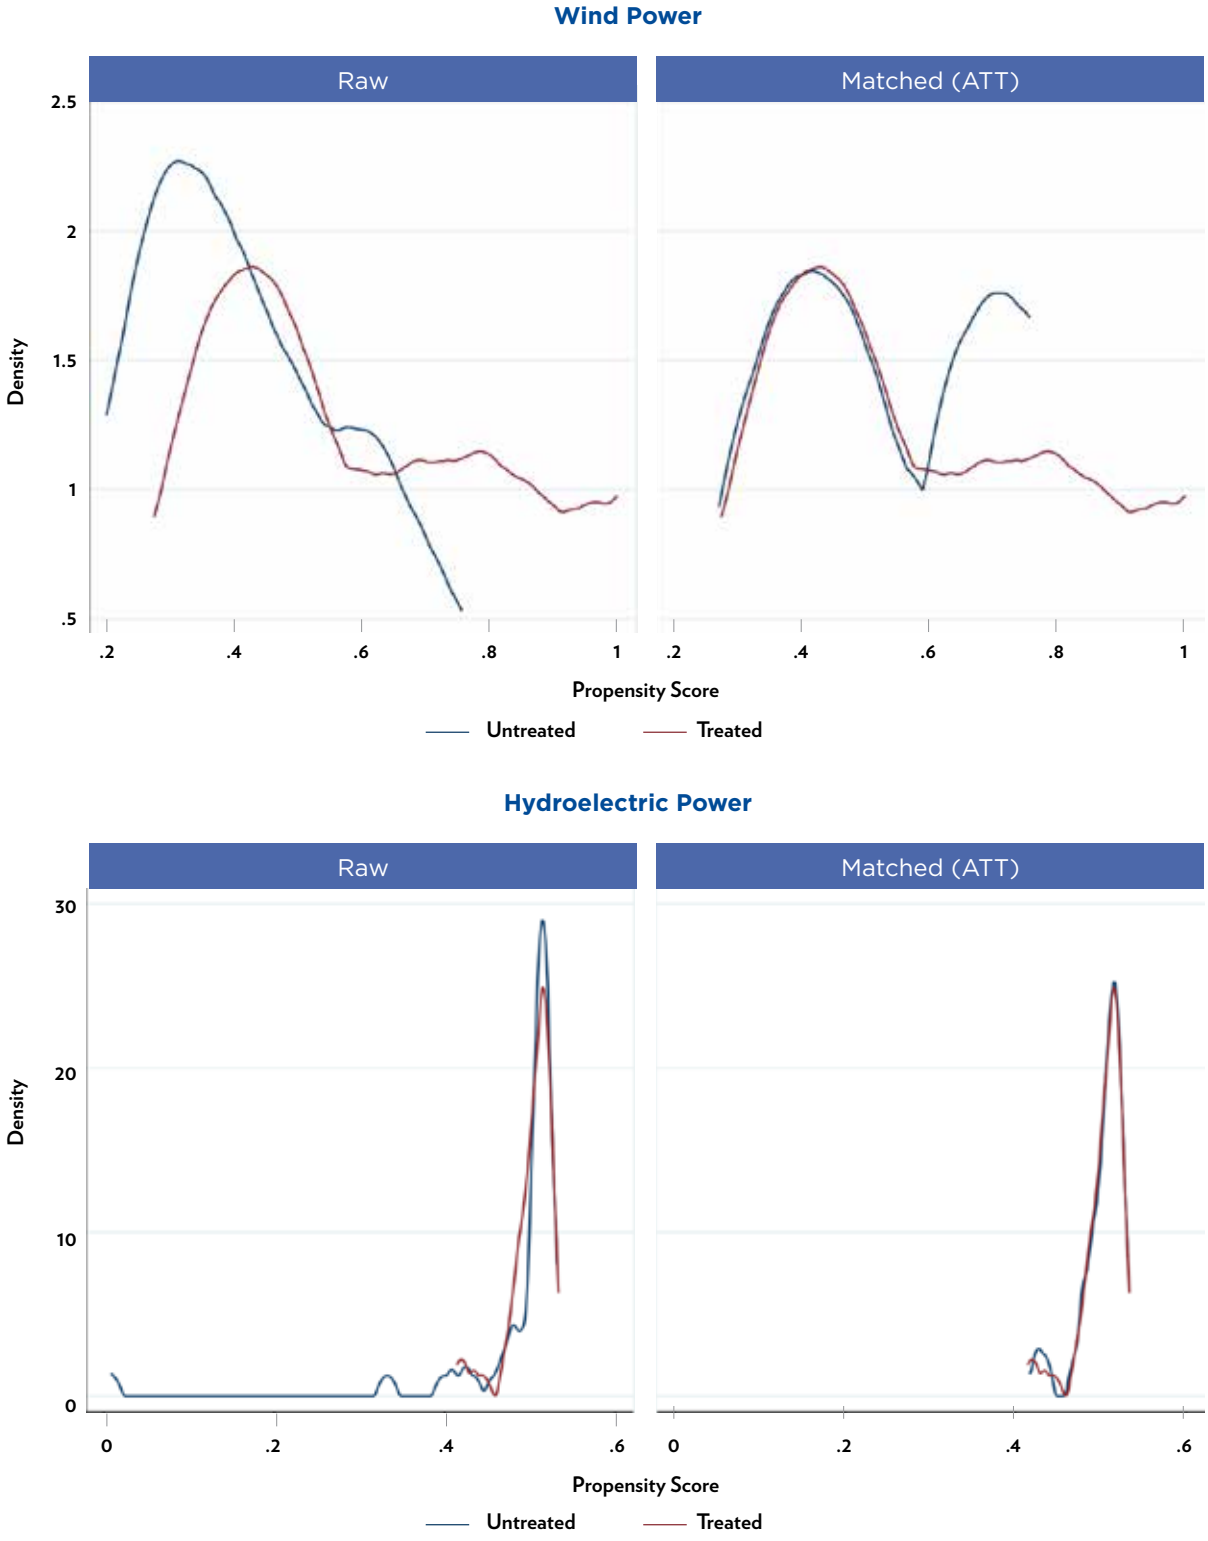 Wind Power
Raw
Matched (ATT)
2.5
2
1.5
1
.5
Density
.2 .4 .6 .8 1
.2 .4 .6 .8 1
Propensity Score
Untreated Treated
Hydroelectric Power
Raw
Matched (ATT)
30
20
10
0
Density
0 .2 .4 .6
0 .2 .4 .6
Propensity Score
Untreated Treated